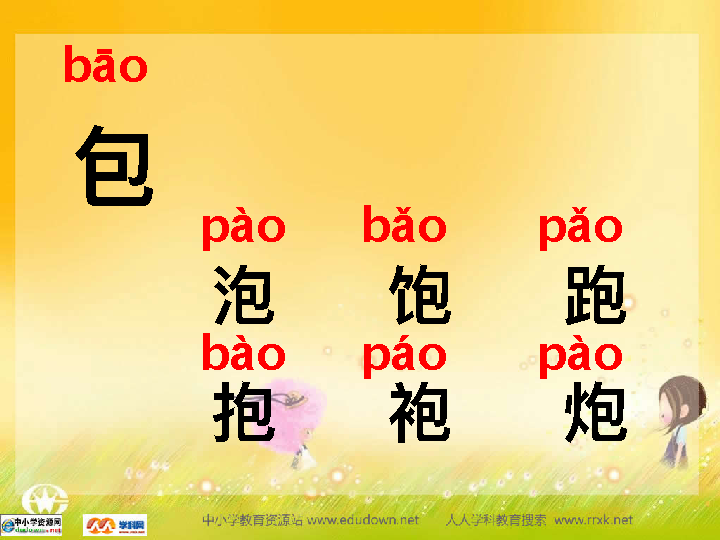 bāo
包
pào bǎo pǎo
泡 饱 跑
bào páo pào
抱 袍 炮
中小学资源网
学科网
中小学教育资源站 www.edudown.net 人人学科教育搜索 www.rrxk.net